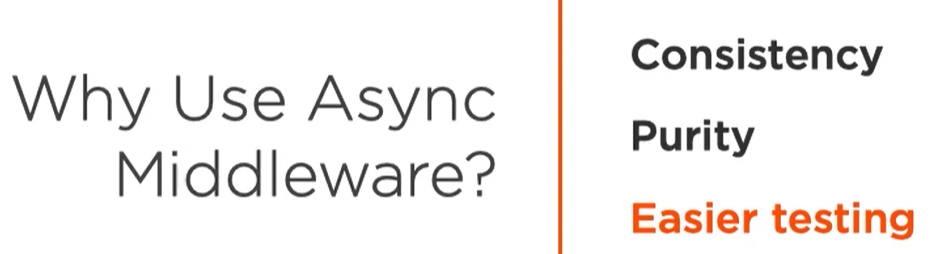 Why Use Async
Middleware?
Consistency
Purity
Easier testing